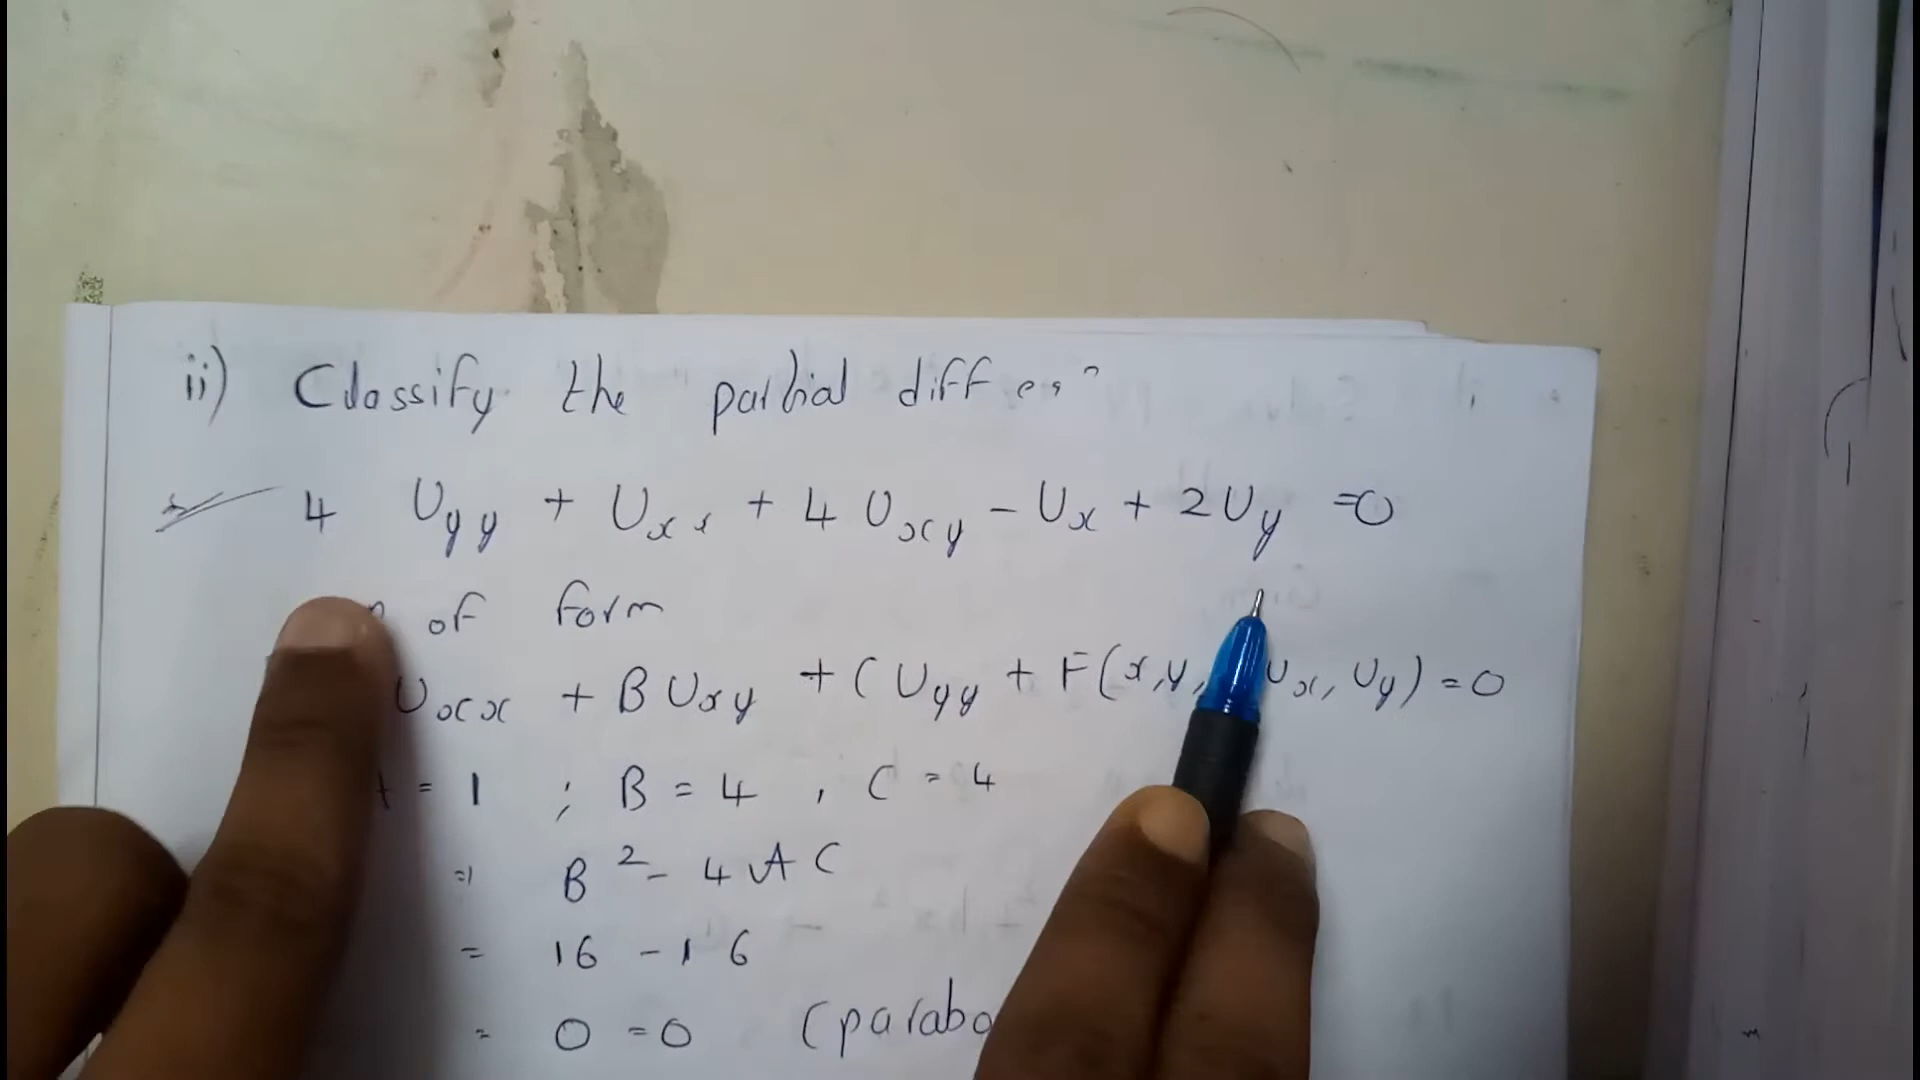 ii) Classify the partial diff eqn
4 Uyy + Uxx + 4 Uxy - Ux + 2Uy =0
of form
Uxx + B Uxy + C Uyy + F(x,y, Ux, Uy) = 0
= 1 ; B = 4 , C = 4
= B² - 4AC
= 16 - 16
= 0 = 0 (parabo